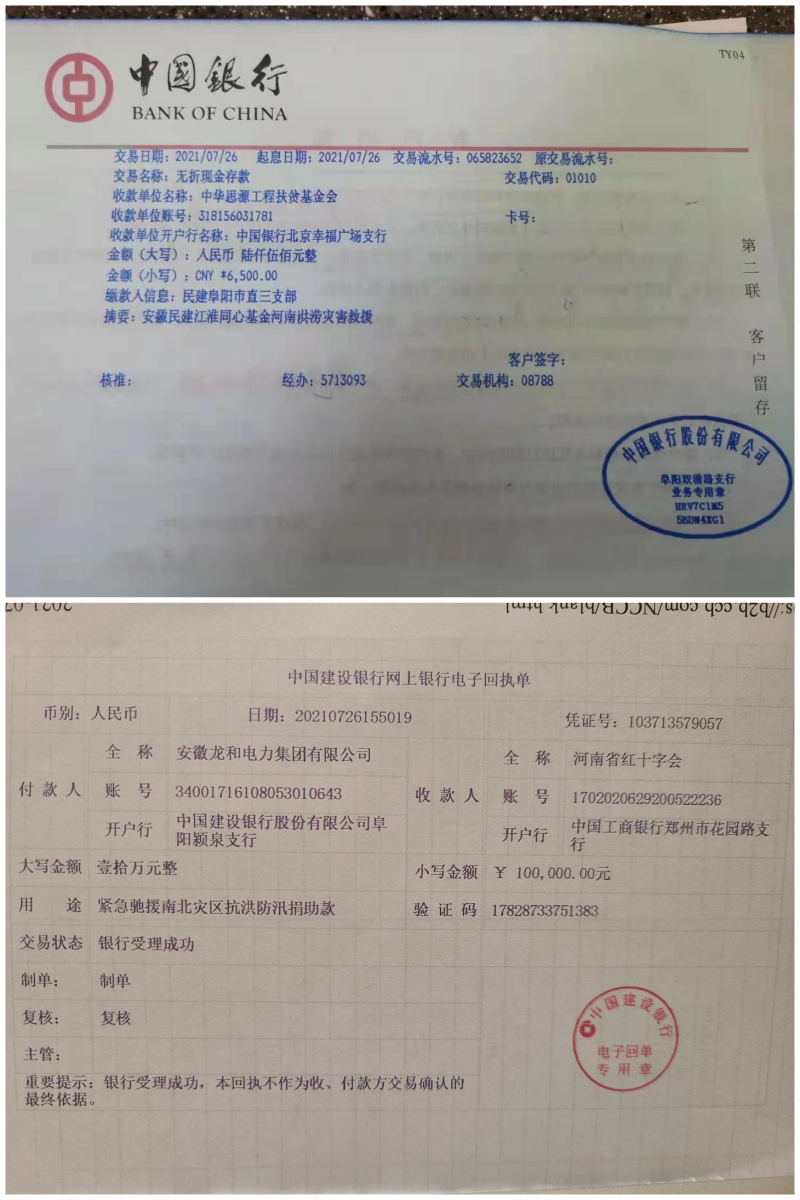 TY04
中國銀行
BANK OF CHINA
交易日期：2021/07/26 起息日期：2021/07/26 交易流水号：065823652 原交易流水号：
交易名称：无折现金存款 交易代码：01010
收款单位名称：中华思源工程扶贫基金会
收款单位账号：318156031781 卡号：
收款单位开户行名称：中国银行北京幸福广场支行
金额（大写）：人民币 陆仟伍佰元整
金额（小写）：CNY *6,500.00
缴款人信息：民建阜阳市直三支部
摘要：安徽民建江淮同心基金河南洪涝灾害救援
客户签字：
核准： 经办：5713093 交易机构：08788
第二联 客户留存
中国银行股份有限公司
阜阳双清路支行
业务专用章
HRV7C1M5
5BDM4XG1
s://b2b.ccb.com/NCCB/blank.html
中国建设银行网上银行电子回执单
币别：人民币 日期：20210726155019 凭证号：103713579057
付款人 全称 安徽龙和电力集团有限公司 收款人 全称 河南省红十字会
账号 34001716108053010643 账号 1702020629200522236
开户行 中国建设银行股份有限公司阜阳颍泉支行 开户行 中国工商银行郑州市花园路支行
大写金额 壹拾万元整 小写金额 ￥ 100,000.00元
用途 紧急驰援南北灾区抗洪防汛捐助款 验证码 17828733751383
交易状态 银行受理成功
制单： 制单
复核： 复核
主管：
重要提示：银行受理成功，本回执不作为收、付款方交易确认的
最终依据。
中国建设银行
电子回单
专用章